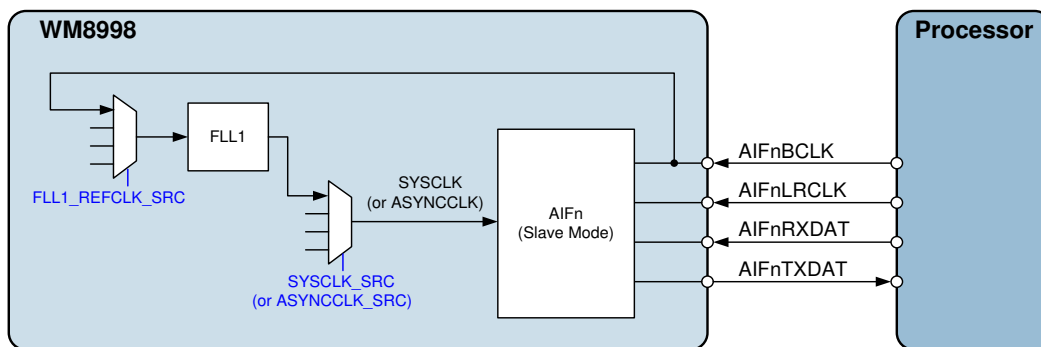 WM8998
Processor
FLL1
FLL1_REFCLK_SRC
SYSCLK
(or ASYNCCLK)
SYSCLK_SRC
(or ASYNCCLK_SRC)
AIFn
(Slave Mode)
AIFnBCLK
AIFnLRCLK
AIFnRXDAT
AIFnTXDAT